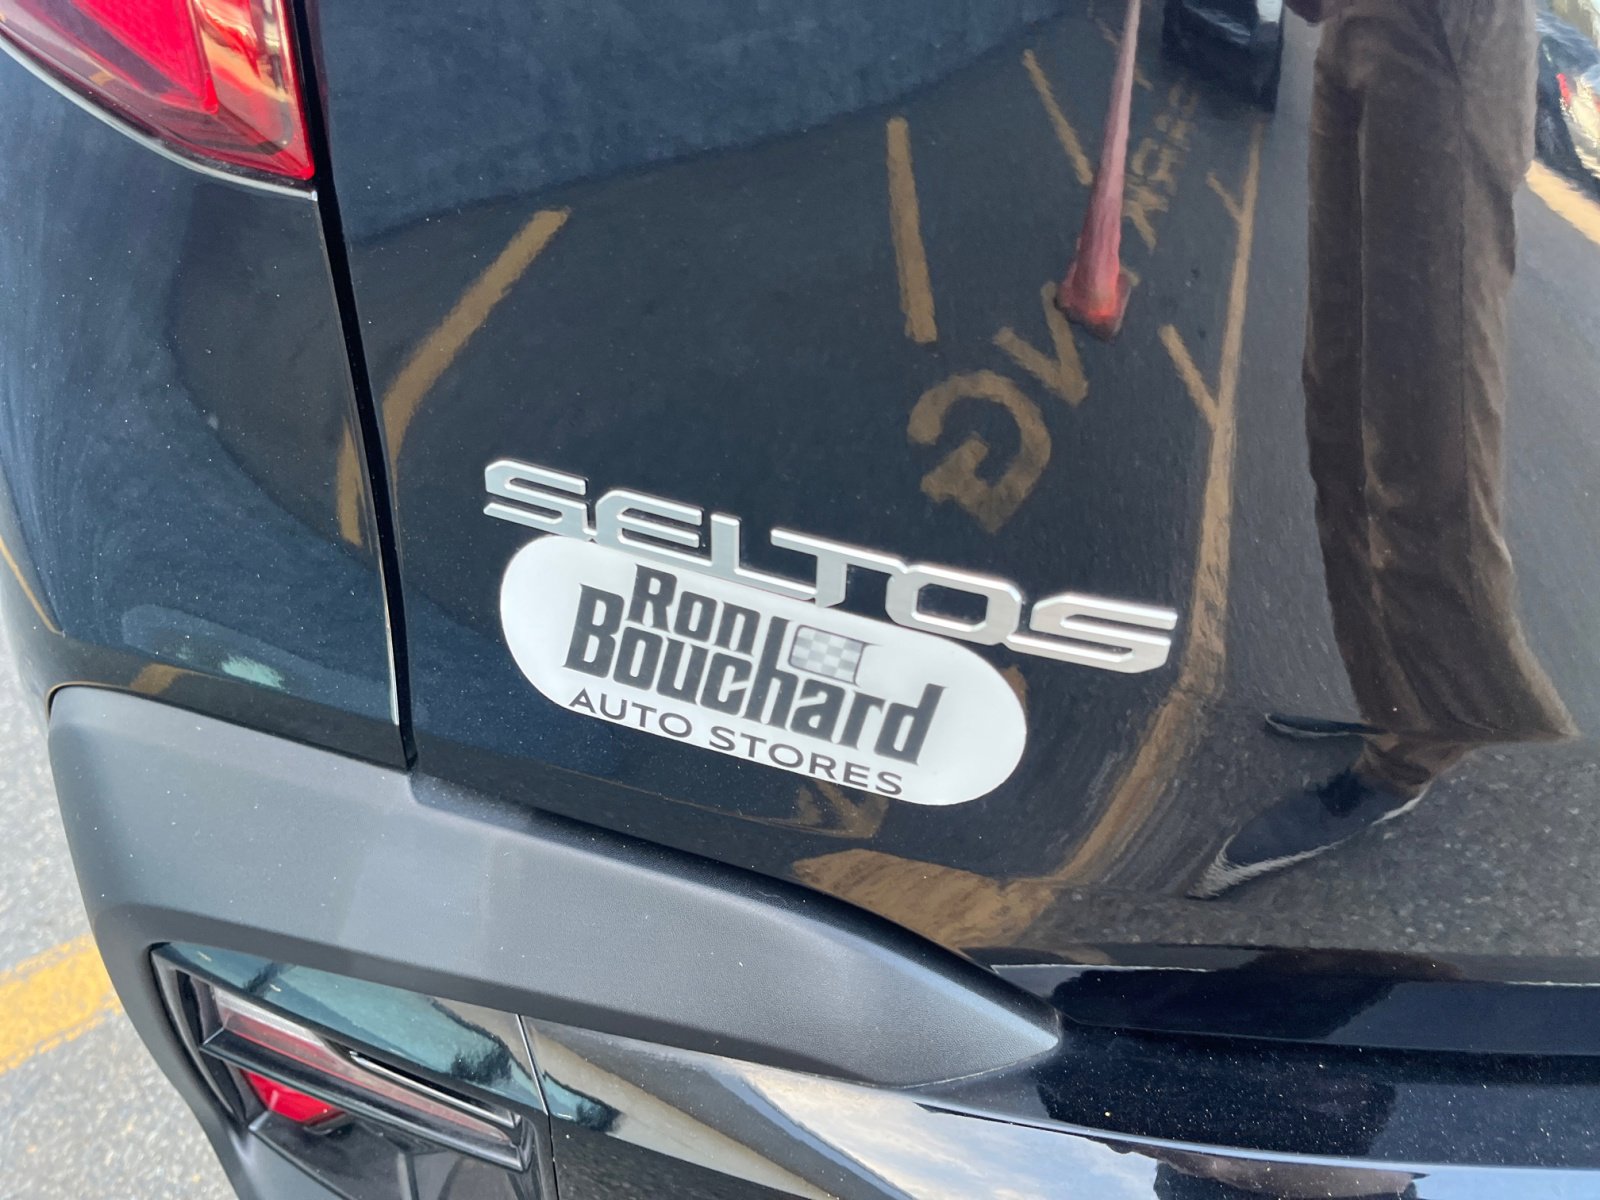 SELTOS
Ron
Bouchard
AUTO STORES